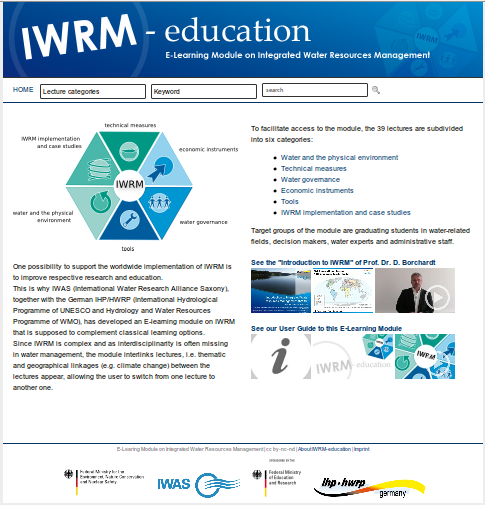 IWRM - education
E-Learning Module on Integrated Water Resources Management
HOME Lecture categories Keyword search
technical measures
IWRM implementation
and case studies
economic instruments
IWRM
water and the physical
environment
water governance
tools
One possibility to support the worldwide implementation of IWRM is
to improve respective research and education.
This is why IWAS (International Water Research Alliance Saxony),
together with the German IHP/HWRP (International Hydrological
Programme of UNESCO and Hydrology and Water Resources
Programme of WMO), has developed an E-learning module on IWRM
that is supposed to complement classical learning options.
Since IWRM is complex and as interdisciplinarity is often missing
in water management, the module interlinks lectures, i.e. thematic
and geographical linkages (e.g. climate change) between the
lectures appear, allowing the user to switch from one lecture to
another one.
To facilitate access to the module, the 39 lectures are subdivided
into six categories:
Water and the physical environment
Technical measures
Water governance
Economic instruments
Tools
IWRM implementation and case studies
Target groups of the module are graduating students in water-related
fields, decision makers, water experts and administrative staff.
See the "Introduction to IWRM" of Prof. Dr. D. Borchardt
See our User Guide to this E-Learning Module
i
IWRM - education
IWRM
E-Learing Module on Integrated Water Resources Management | cc by-nc-nd | About IWRM-education | Imprint
Federal Ministry for the
Environment, Nature Conservation
and Nuclear Safety
IWAS
Federal Ministry
of Education
and Research
ihp - hwrp
germany